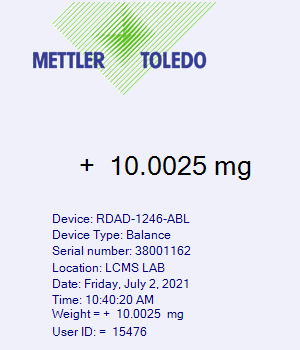 METTLER TOLEDO
+ 10.0025 mg
Device: RDAD-1246-ABL
Device Type: Balance
Serial number: 38001162
Location: LCMS LAB
Date: Friday, July 2, 2021
Time: 10:40:20 AM
Weight = + 10.0025 mg
User ID: = 15476